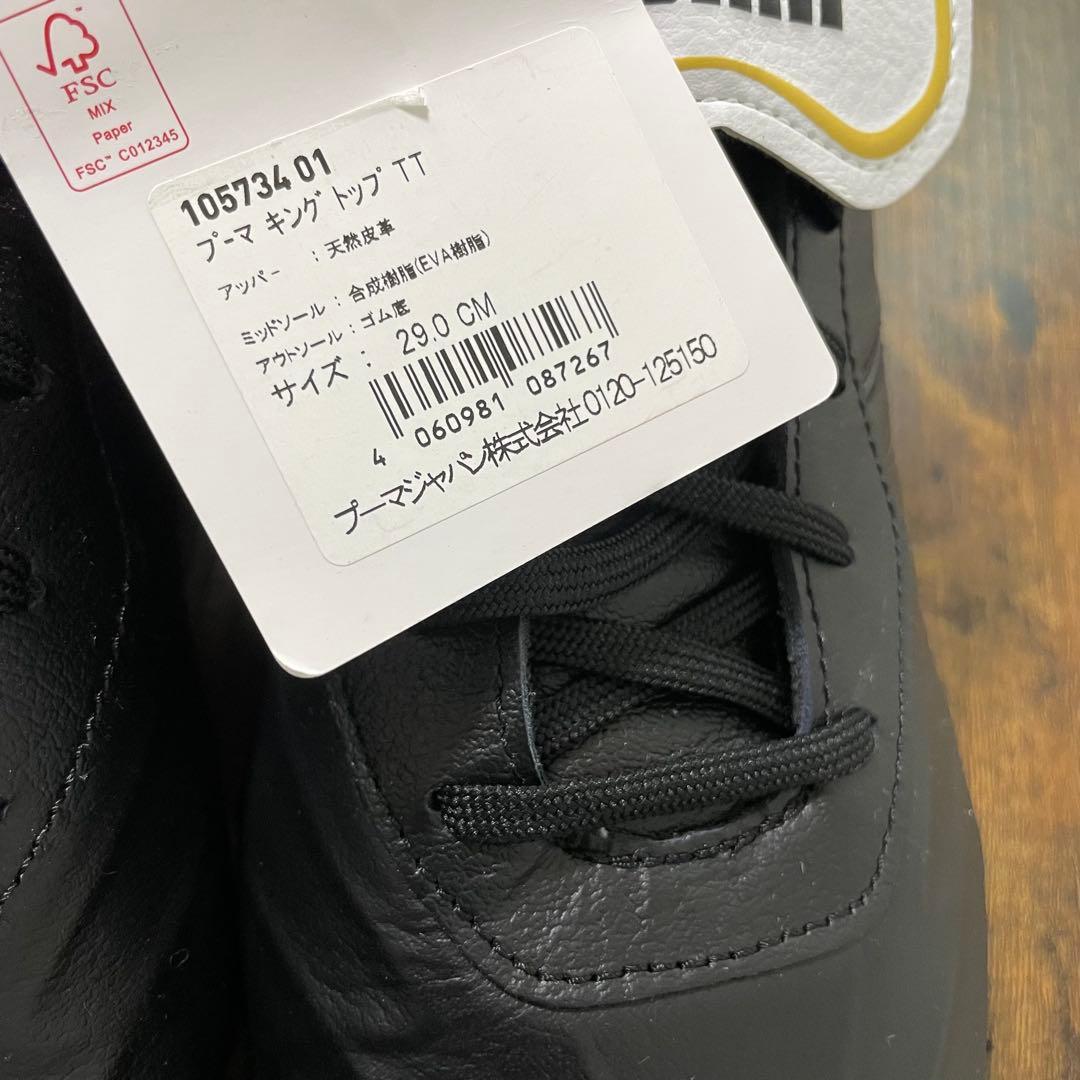 FSC
MIX
Paper
FSC™ C012345
105734 01
プーマ キング トップ TT
アッパー : 天然皮革
ミッドソール : 合成樹脂(EVA樹脂)
アウトソール : ゴム底
サイズ : 29.0 CM
4 060981 087267
プーマジャパン株式会社0120-125150